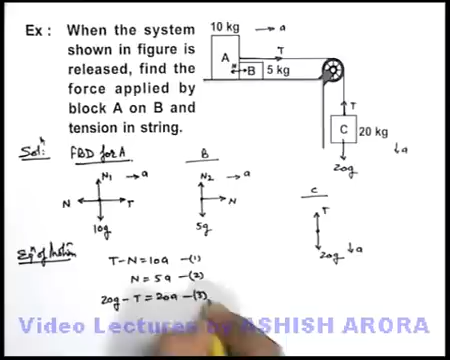 Ex : When the system
shown in figure is
released, find the
force applied by
block A on B and
tension in string.
10 kg → a
A
T
N
B 5 kg
T
C 20 kg
20g
↓a
Solⁿ FBD for A
B
N₁ → a
N T
10g
N₂ → a
N
5g
C
T
20g ↓a
Eqⁿ of Motion
T - N = 10a -(1)
N = 5a -(2)
20g - T = 20a -(3)
Video Lectures by ASHISH ARORA